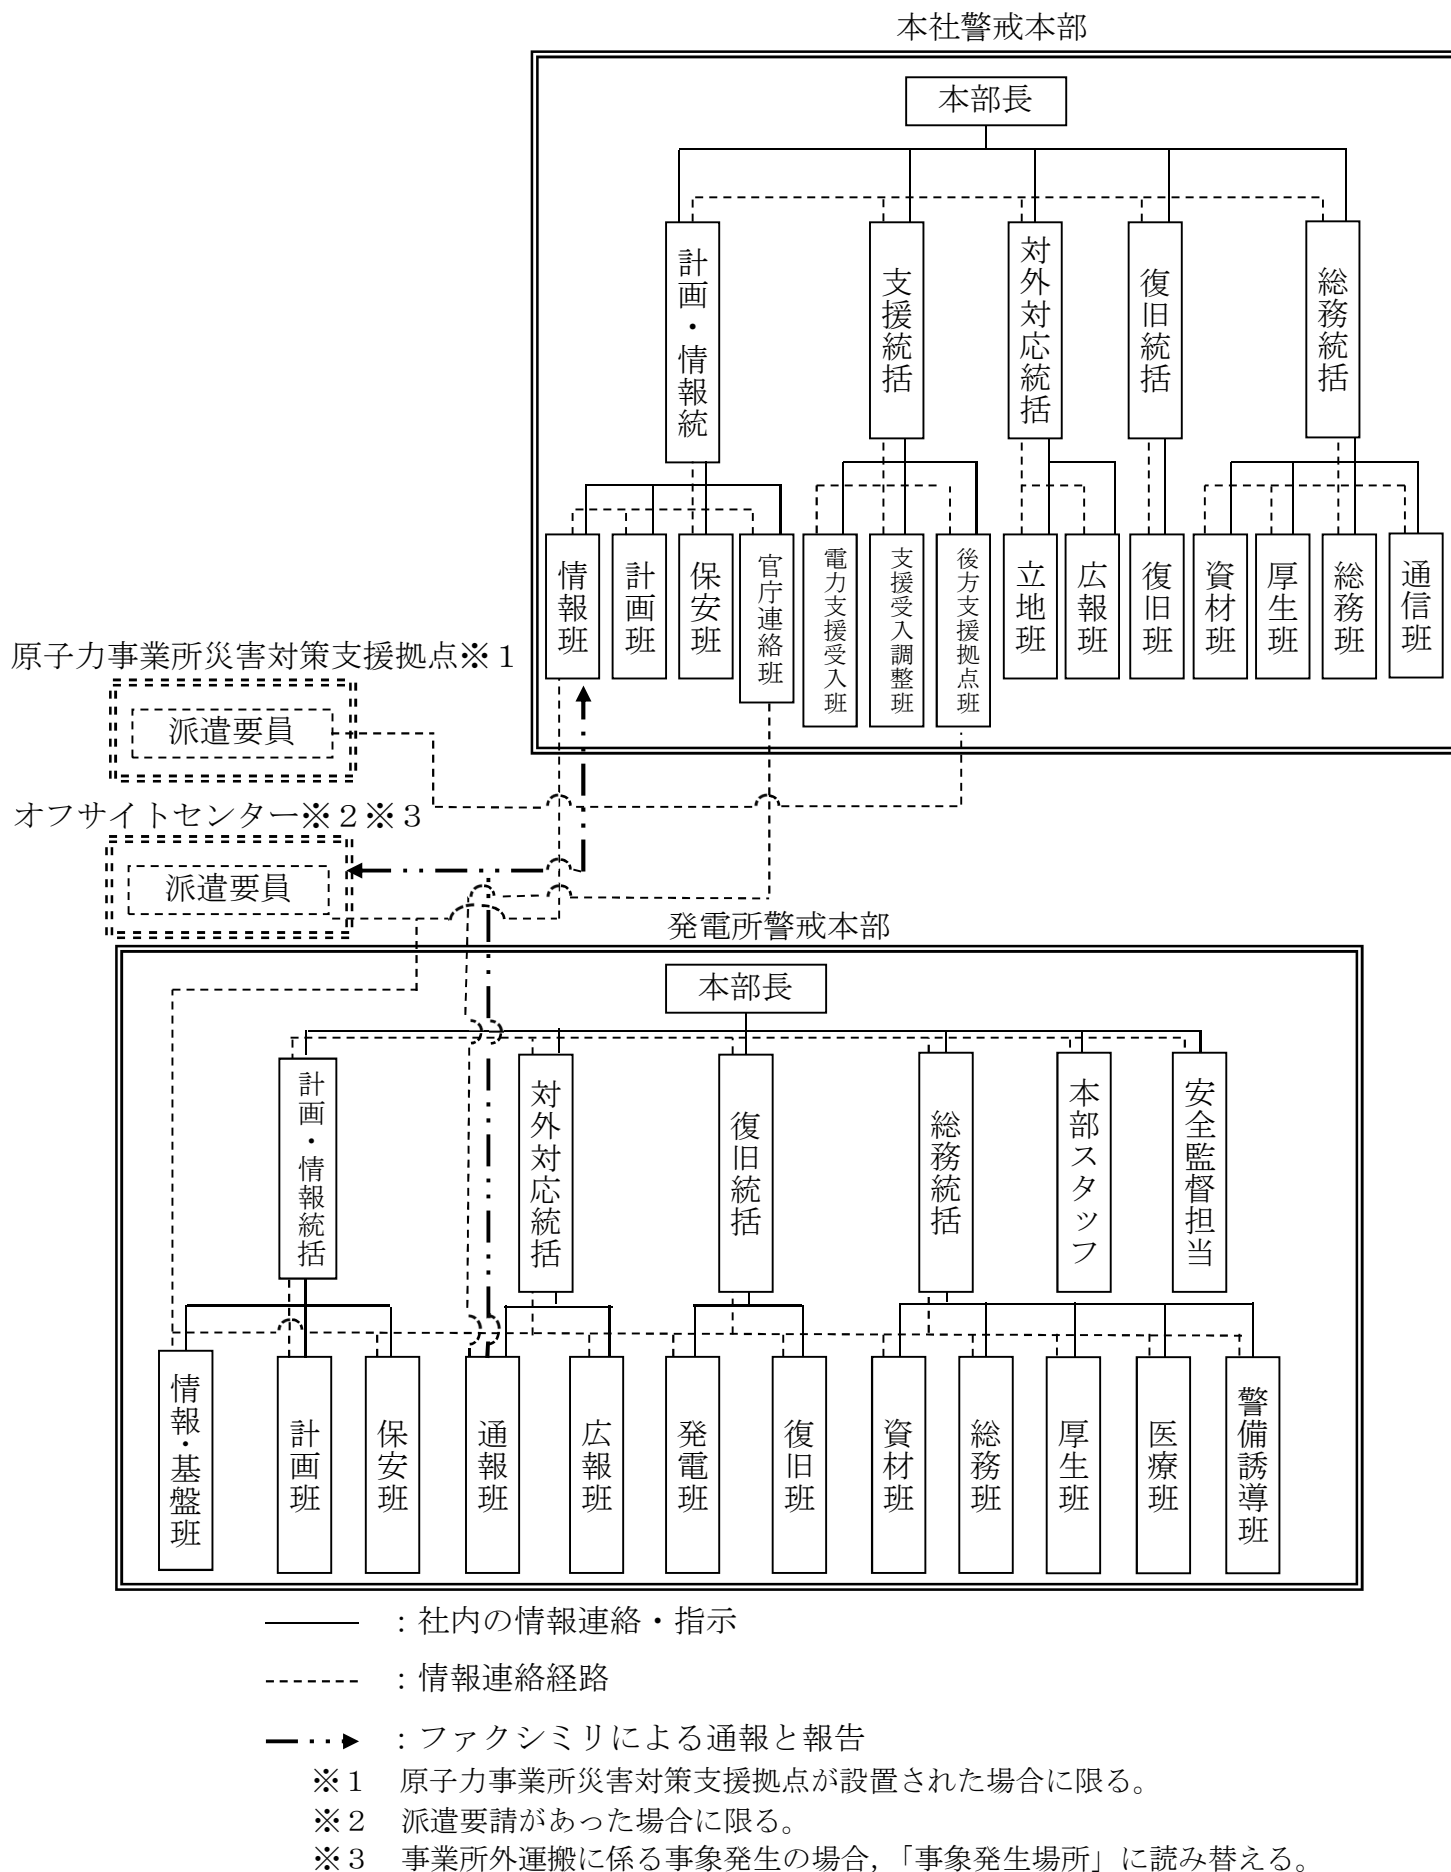 本社警戒本部
本部長
計画・情報統
支援統括
対外対応統括
復旧統括
総務統括
情報班
計画班
保安班
官庁連絡班
電力支援受入班
支援受入調整班
後方支援拠点班
立地班
広報班
復旧班
資材班
厚生班
総務班
通信班
原子力事業所災害対策支援拠点※1
派遣要員
オフサイトセンター※2※3
派遣要員
発電所警戒本部
本部長
計画・情報統括
対外対応統括
復旧統括
総務統括
本部スタッフ
安全監督担当
情報・基盤班
計画班
保安班
通報班
広報班
発電班
復旧班
資材班
総務班
厚生班
医療班
警備誘導班
：社内の情報連絡・指示
：情報連絡経路
：ファクシミリによる通報と報告
※1　原子力事業所災害対策支援拠点が設置された場合に限る。
※2　派遣要請があった場合に限る。
※3　事業所外運搬に係る事象発生の場合，「事象発生場所」に読み替える。